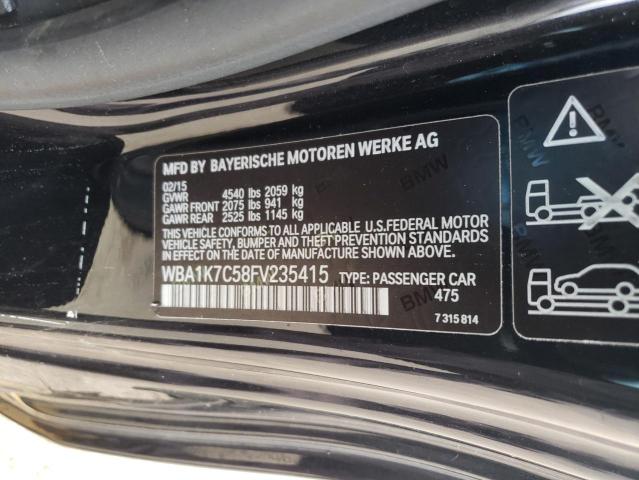 MFD BY BAYERISCHE MOTOREN WERKE AG
02/15
GVWR 4540 lbs 2059 kg
GAWR FRONT 2075 lbs 941 kg
GAWR REAR 2525 lbs 1145 kg
THIS VEHICLE CONFORMS TO ALL APPLICABLE U.S.FEDERAL MOTOR
VEHICLE SAFETY, BUMPER AND THEFT PREVENTION STANDARDS
IN EFFECT ON THE DATE OF MANUFACTURE SHOWN ABOVE.
WBA1K7C58FV235415 TYPE: PASSENGER CAR
475
7 315 814
BMW
BMW
BMW